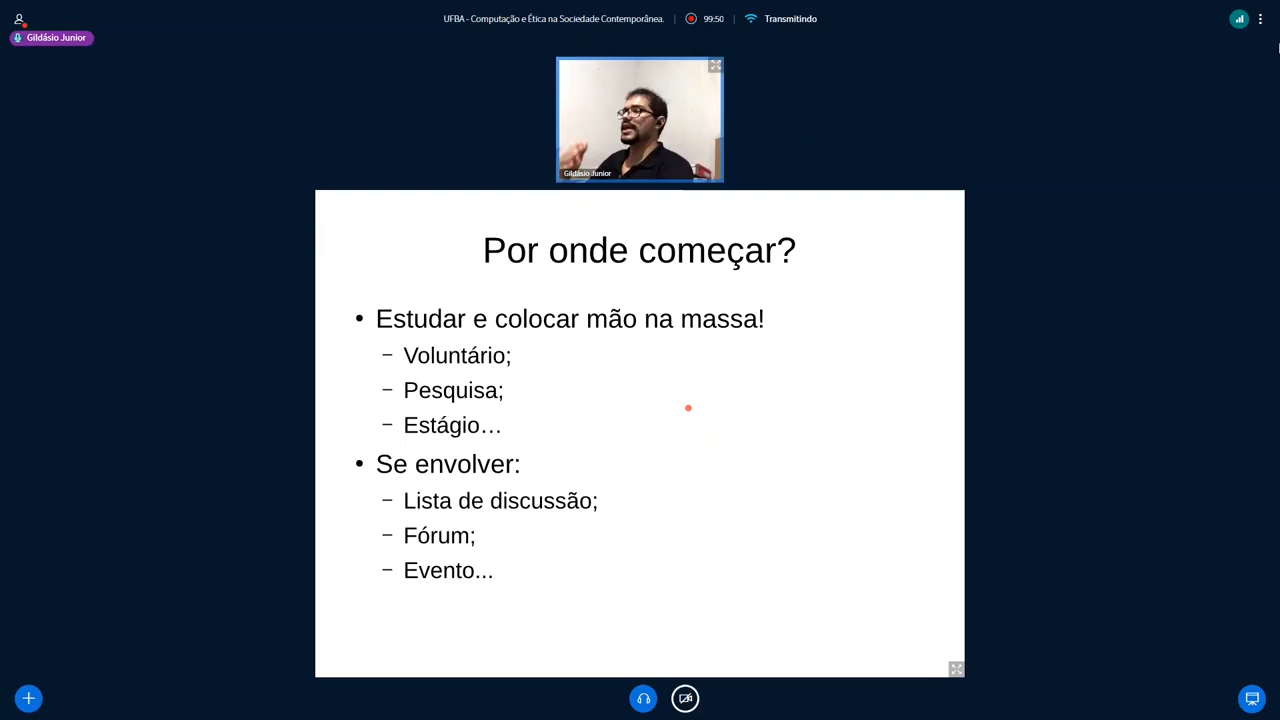 UFBA - Computação e Ética na Sociedade Contemporânea.
99:50
Transmitindo
Gildásio Junior
Gildásio Junior
Por onde começar?
• Estudar e colocar mão na massa!
– Voluntário;
– Pesquisa;
– Estágio…
• Se envolver:
– Lista de discussão;
– Fórum;
– Evento...